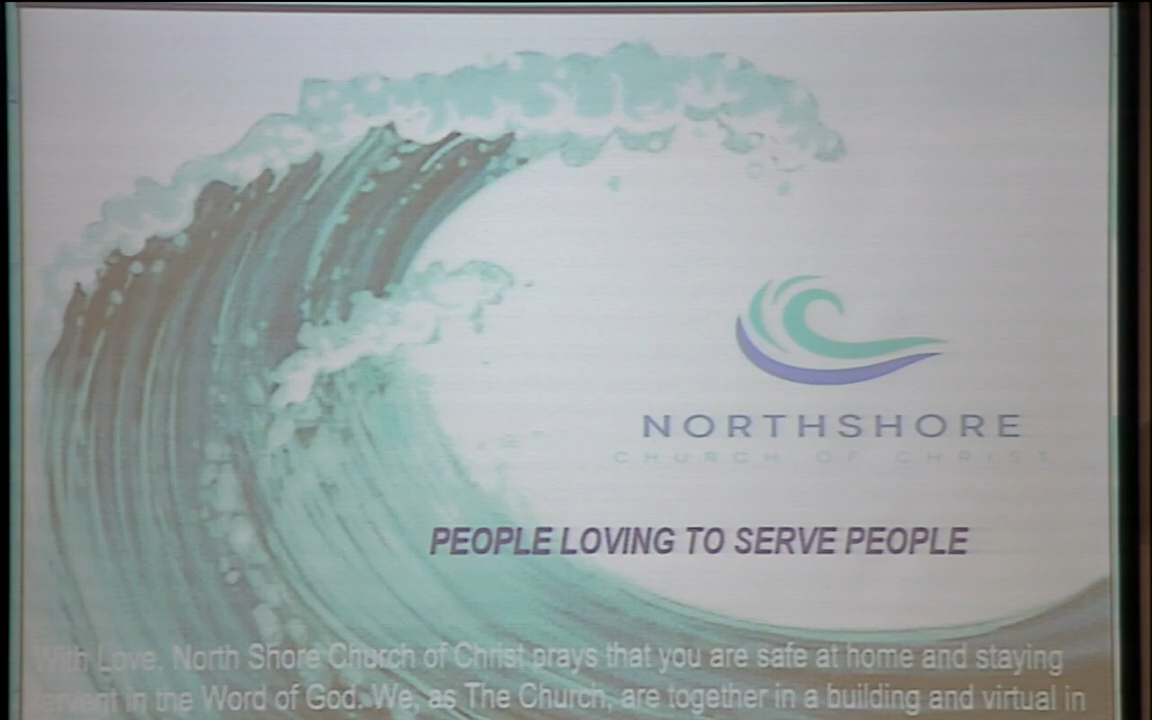 NORTHSHORE
CHURCH OF CHRIST
PEOPLE LOVING TO SERVE PEOPLE
With Love, North Shore Church of Christ prays that you are safe at home and staying
fervent in the Word of God. We, as The Church, are together in a building and virtual in